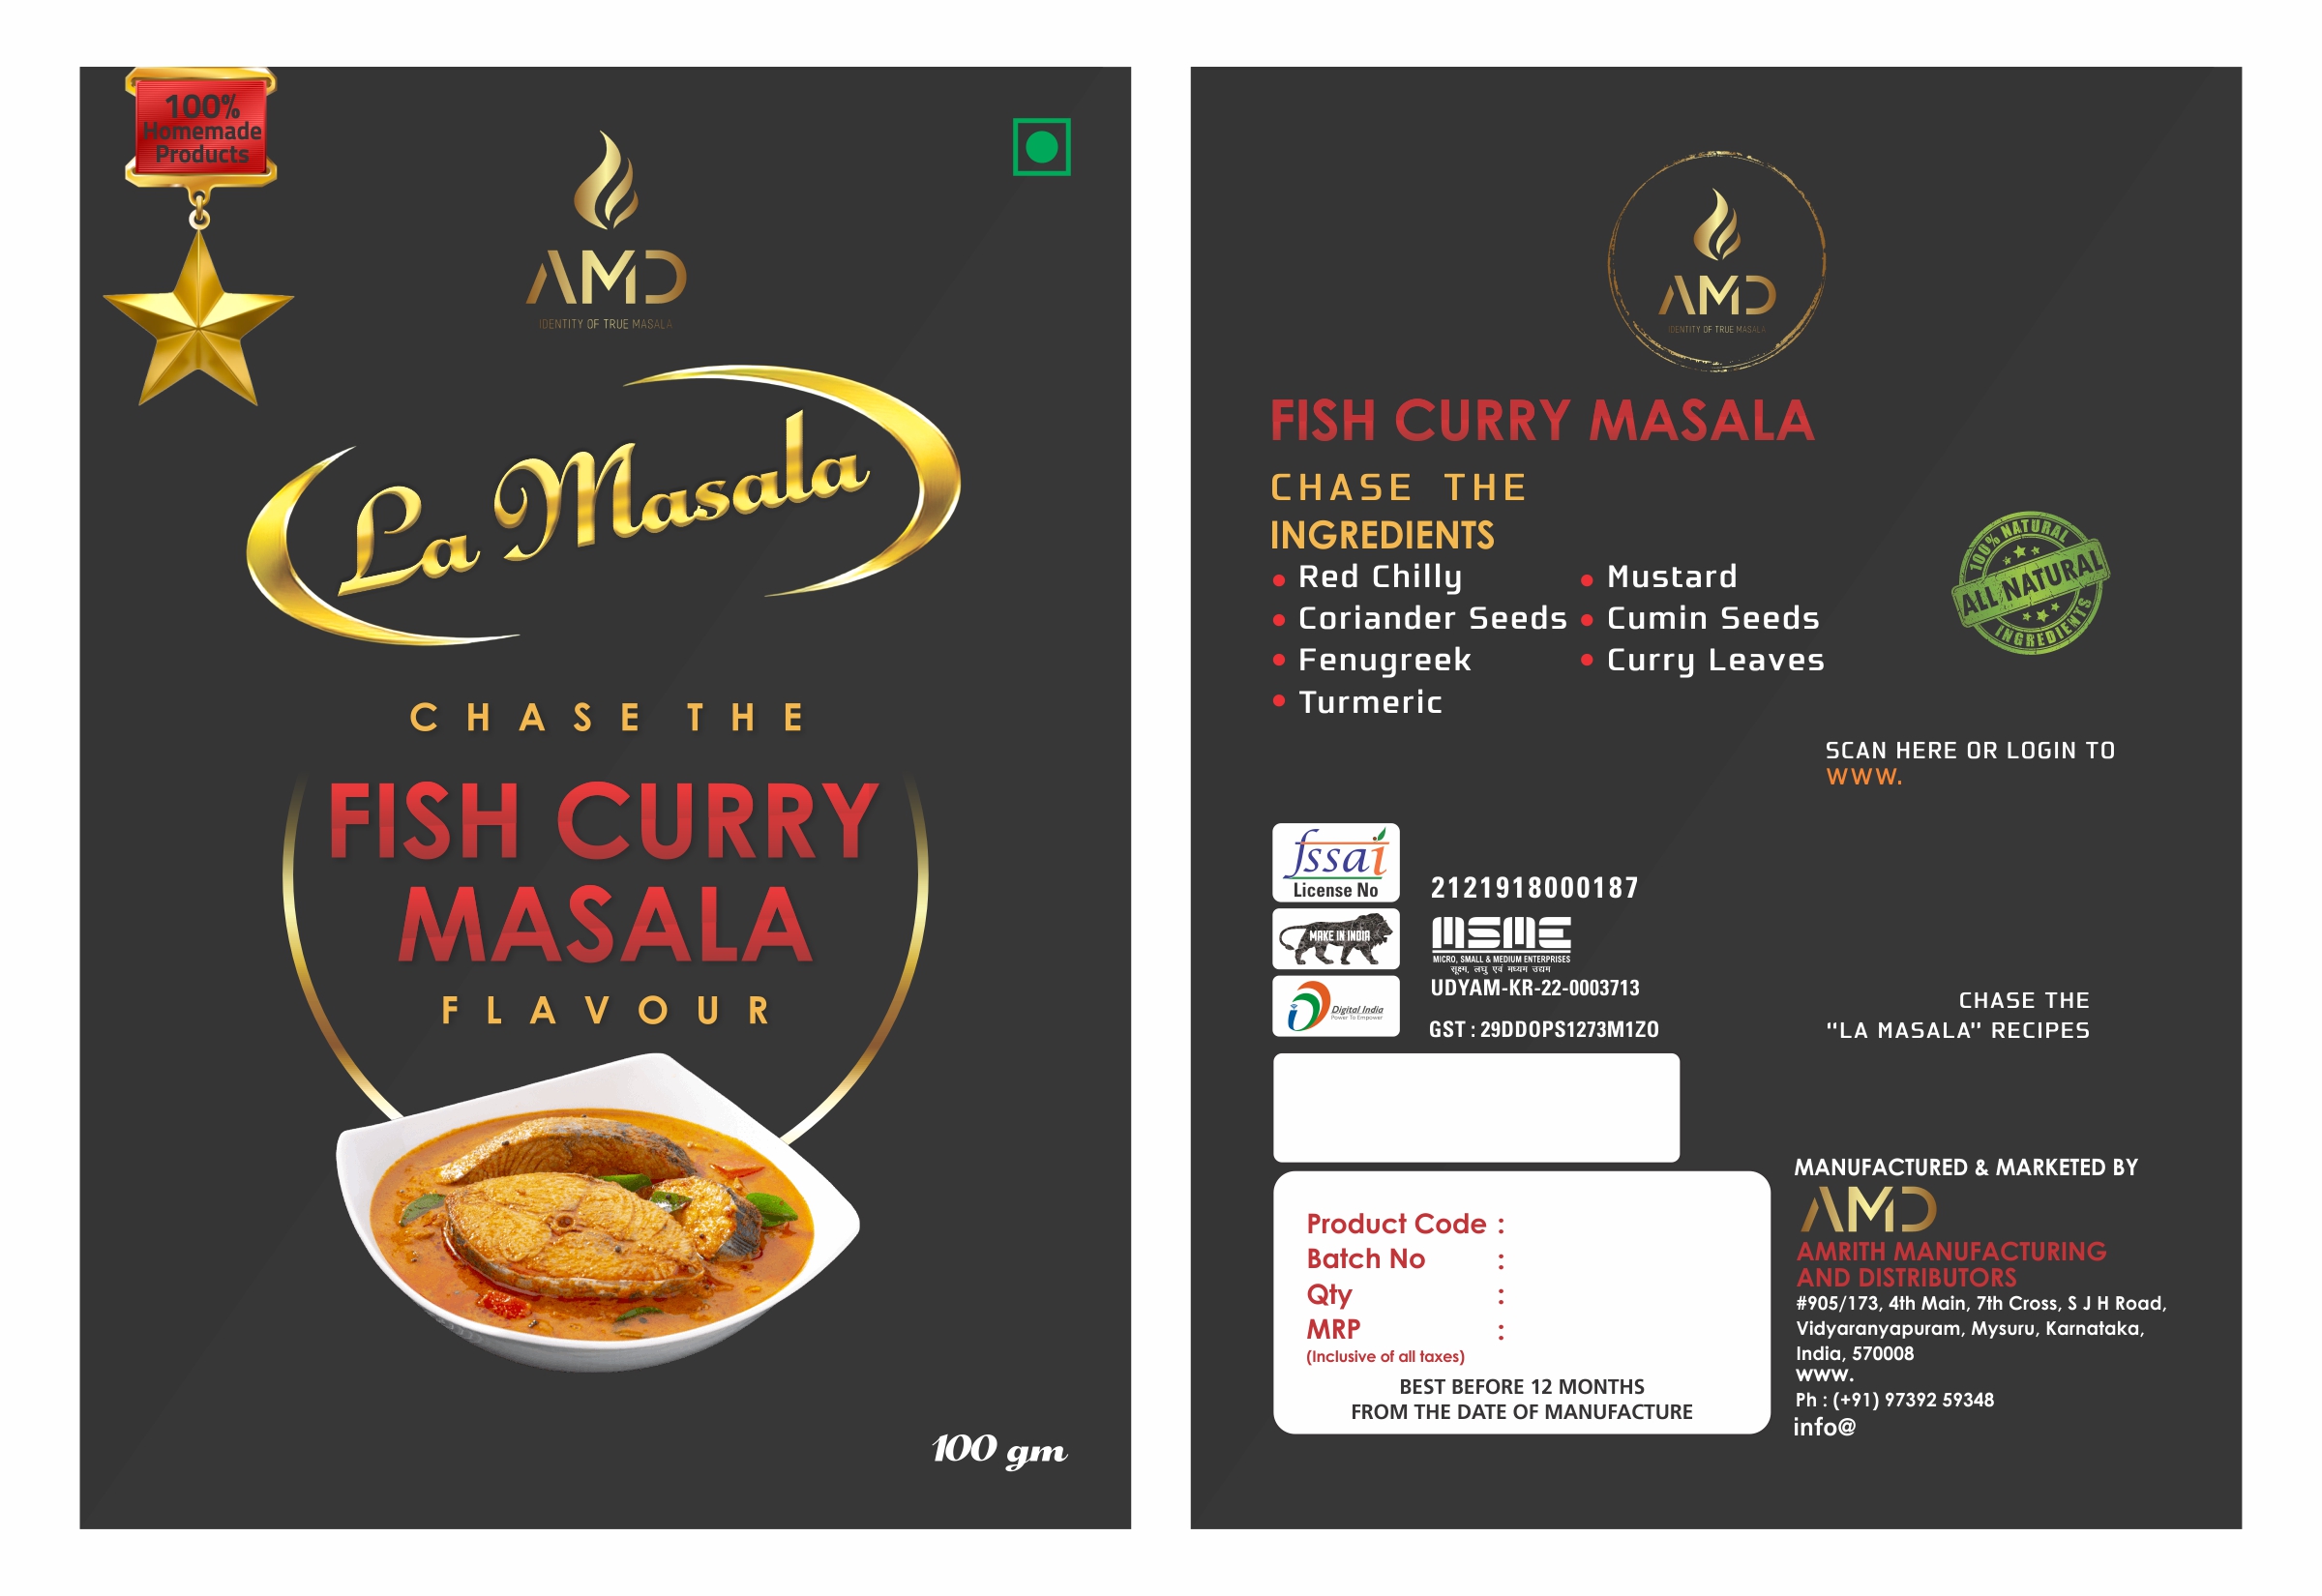 100%
Homemade
Products
AMD
IDENTITY OF TRUE MASALA
La Masala
CHASE THE
FISH CURRY
MASALA
FLAVOUR
100 gm
AMD
IDENTITY OF TRUE MASALA
FISH CURRY MASALA
CHASE THE
INGREDIENTS
Red Chilly
Coriander Seeds
Fenugreek
Turmeric
Mustard
Cumin Seeds
Curry Leaves
100% NATURAL
ALL NATURAL
INGREDIENTS
SCAN HERE OR LOGIN TO
WWW.
fssai
License No
2121918000187
MAKE IN INDIA
MSME
MICRO, SMALL & MEDIUM ENTERPRISES
सूक्ष्म, लघु एवं मध्यम उद्यम
Digital India
Power To Empower
UDYAM-KR-22-0003713
GST : 29DDOPS1273M1ZO
CHASE THE
"LA MASALA" RECIPES
Product Code :
Batch No :
Qty :
MRP :
(Inclusive of all taxes)
BEST BEFORE 12 MONTHS
FROM THE DATE OF MANUFACTURE
MANUFACTURED & MARKETED BY
AMD
AMRITH MANUFACTURING
AND DISTRIBUTORS
#905/173, 4th Main, 7th Cross, S J H Road,
Vidyaranyapuram, Mysuru, Karnataka,
India, 570008
www.
Ph : (+91) 97392 59348
info@